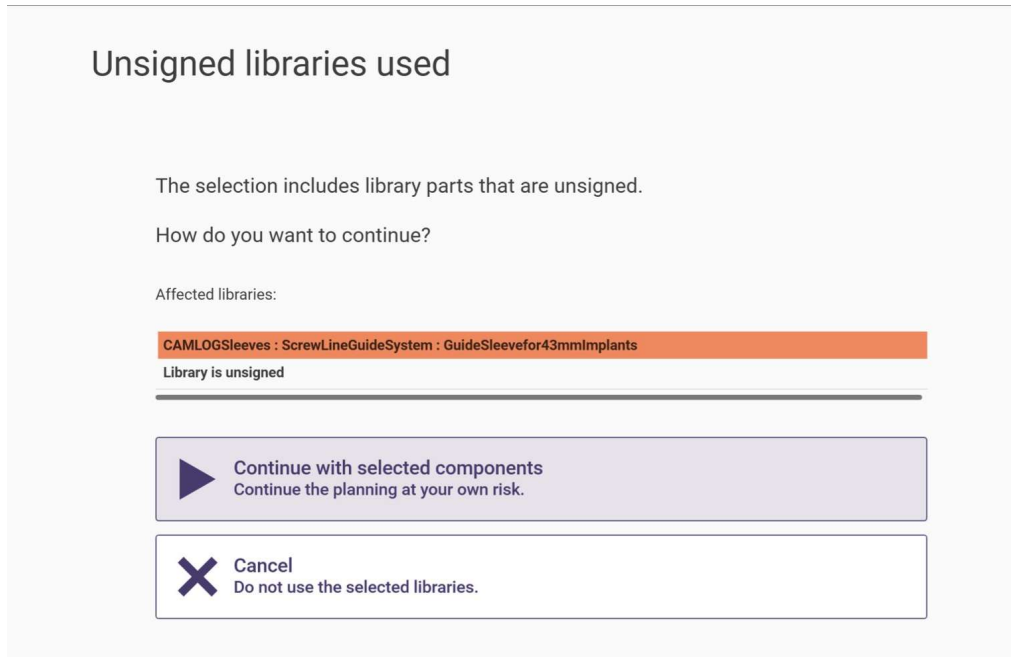 Unsigned libraries used
The selection includes library parts that are unsigned.
How do you want to continue?
Affected libraries:
CAMLOGSleeves : ScrewLineGuideSystem : GuideSleevefor43mmImplants
Library is unsigned
Continue with selected components
Continue the planning at your own risk.
Cancel
Do not use the selected libraries.